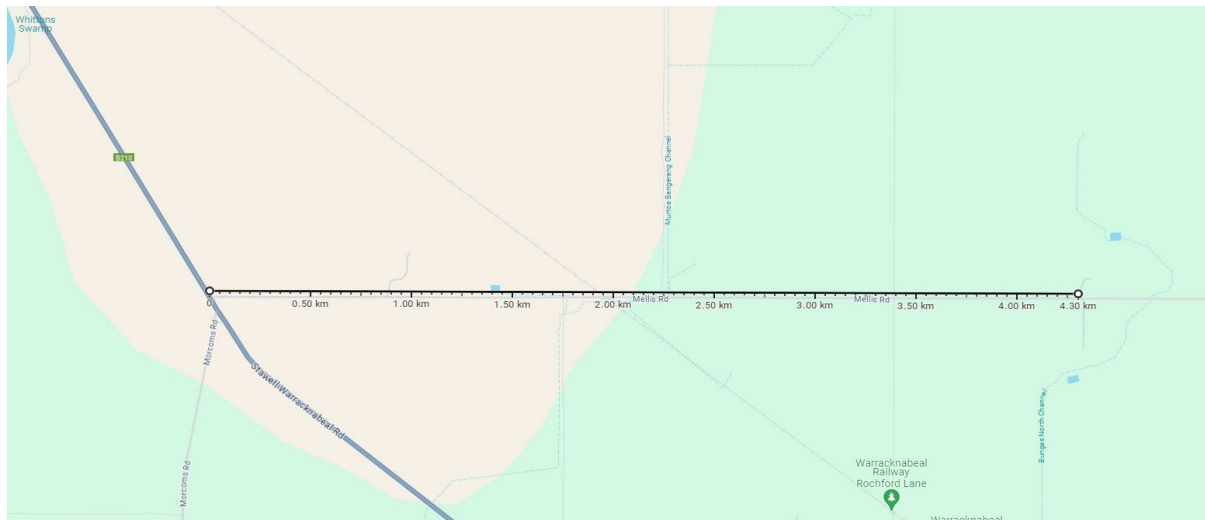 Whittons
Swamp
B210
Murtoa Bangerang Channel
0
0.50 km
1.00 km
1.50 km
2.00 km
2.50 km
3.00 km
3.50 km
4.00 km
4.30 km
Mellis Rd
Mellis Rd
Morcoms Rd
Stawell-Warracknabeal Rd
Bungas North Channel
Morcoms Rd
Warracknabeal
Railway
Rochford Lane
Warracknabeal